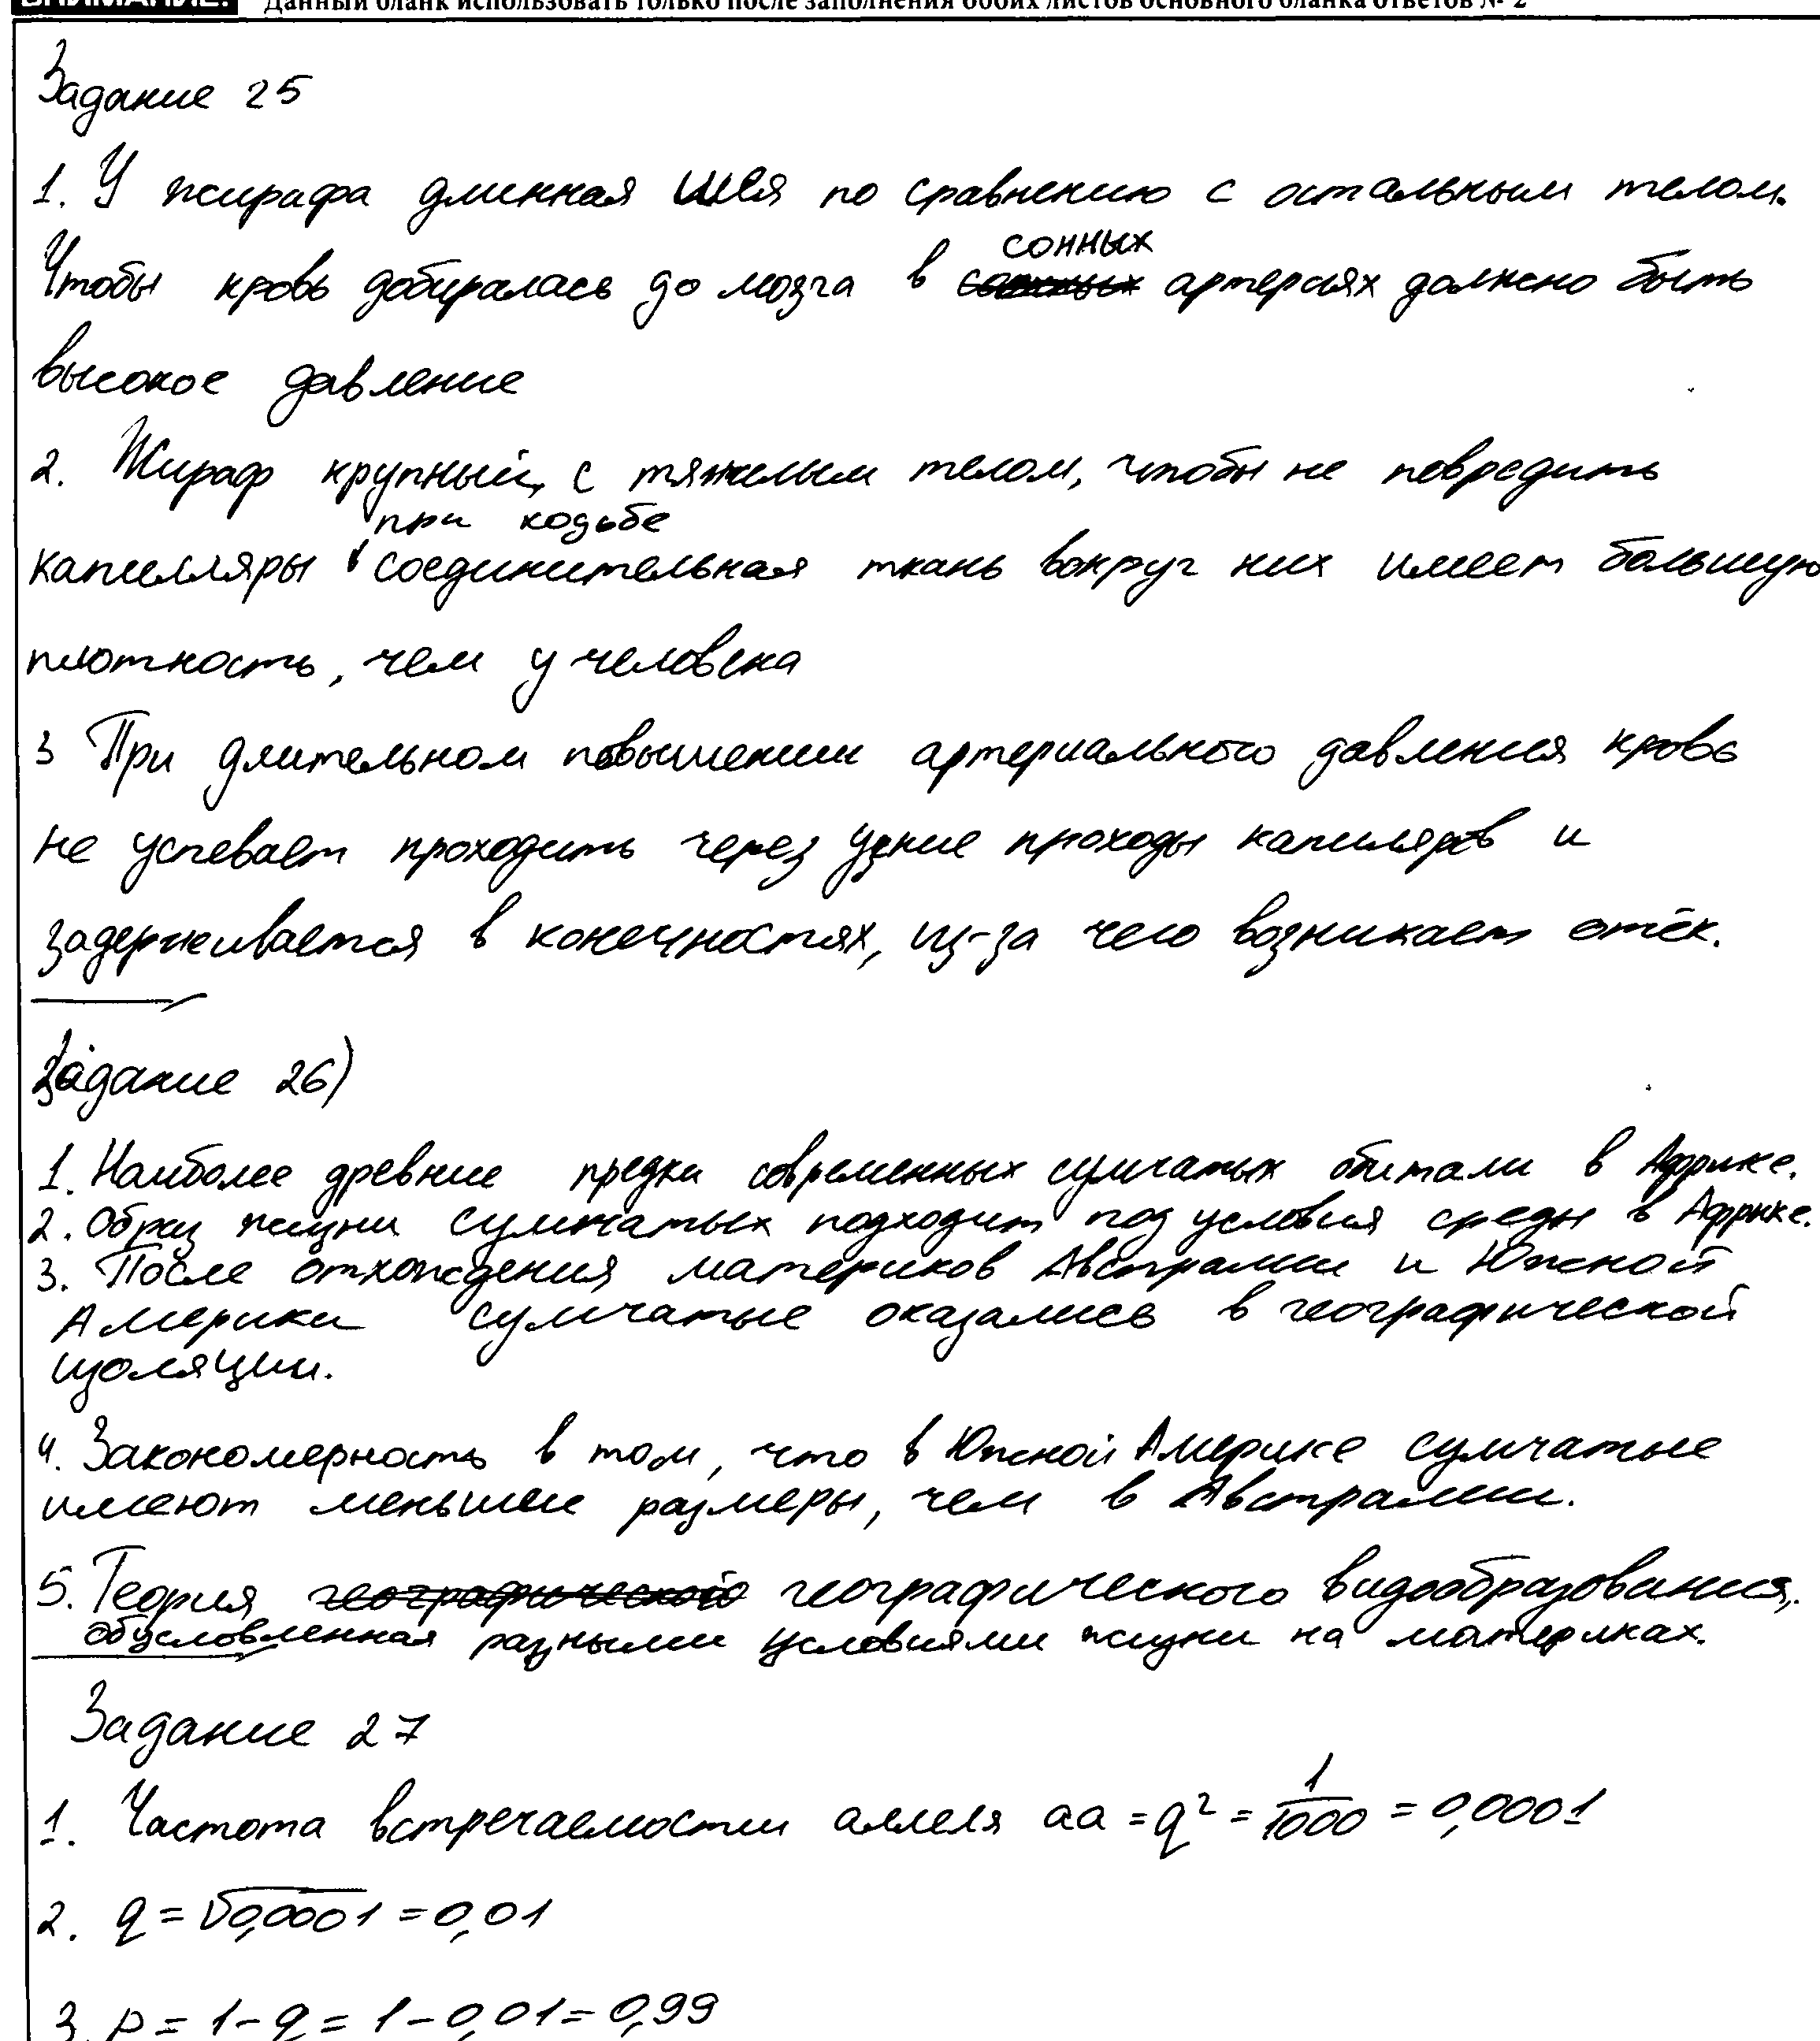 Данный бланк использовать только после заполнения обоих листов основного бланка ответов № 2
Задание 25
1. У жирафа длинная шея по сравнению с остальным телом.
Чтобы кровь добиралась до мозга в сонных артериях должно быть
высокое давление
2. Жираф крупный, с тяжелым телом, чтобы не повредить
капилляры при ходьбе соединительная ткань вокруг них имеет большую
плотность, чем у человека
3 При длительном повышении артериального давления кровь
не успевает проходить через узкие проходы капиляров и
задерживается в конечностях, из-за чего возникает отёк.
Задание 26)
1. Наиболее древние предки современных сумчатых обитали в Африке.
2. Образ жизни сумчатых подходит под условия среды в Африке.
3. После отхождения материков Австралии и Южной
Америки сумчатые оказались в географической
изоляции.
4. Закономерность в том, что в Южной Америке сумчатые
имеют меньшие размеры, чем в Австралии.
5. Теория географического видообразования,
обусловленная разными условиями жизни на материках.
Задание 27
1. Частота встречаемости аллеля aa = q² = 1/1000 = 0,0001
2. q = √0,0001 = 0,01
3. p = 1 - q = 1 - 0,01 = 0,99